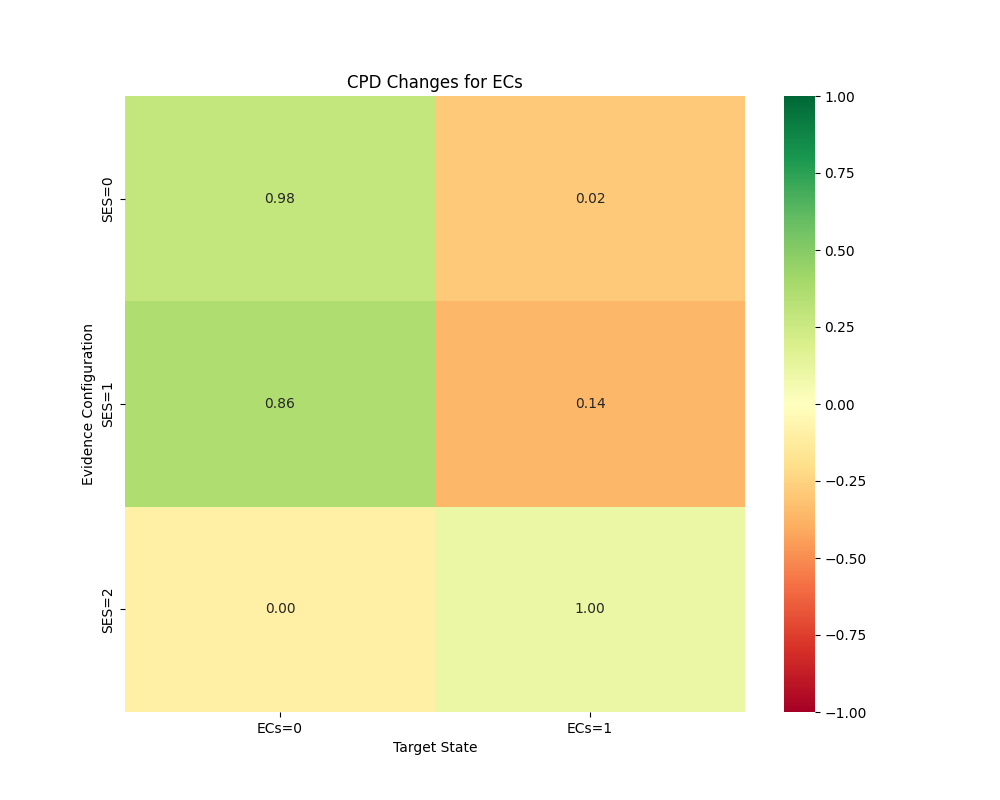 CPD Changes for ECs
Evidence Configuration
SES=0
0.98 0.02
SES=1
0.86 0.14
SES=2
0.00 1.00
ECs=0 ECs=1
Target State
1.00
0.75
0.50
0.25
0.00
−0.25
−0.50
−0.75
−1.00